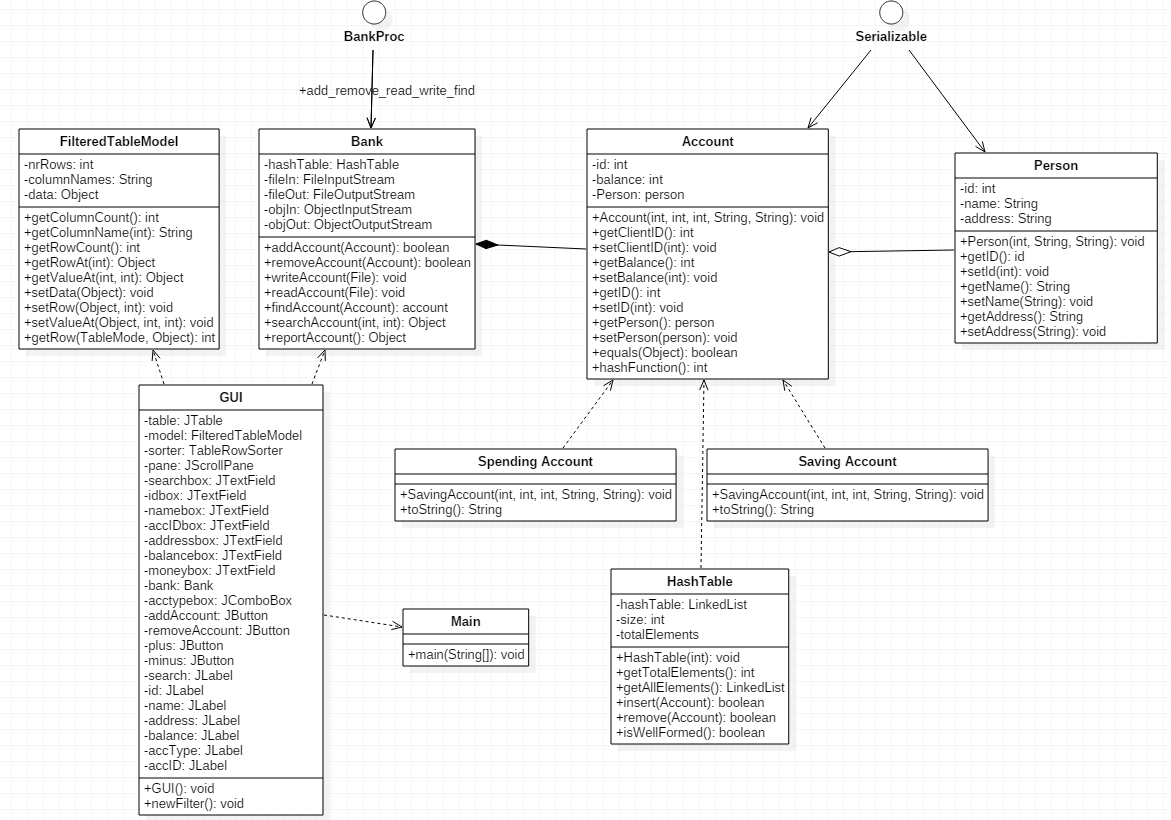 BankProc
Serializable
+add_remove_read_write_find
FilteredTableModel
-nrRows: int
-columnNames: String
-data: Object
+getColumnCount(): int
+getColumnName(int): String
+getRowCount(): int
+getRowAt(int): Object
+getValueAt(int, int): Object
+setData(Object): void
+setRow(Object, int): void
+setValueAt(Object, int, int): void
+getRow(TableMode, Object): int
Bank
-hashTable: HashTable
-fileIn: FileInputStream
-fileOut: FileOutputStream
-objIn: ObjectInputStream
-objOut: ObjectOutputStream
+addAccount(Account): boolean
+removeAccount(Account): boolean
+writeAccount(File): void
+readAccount(File): void
+findAccount(Account): account
+searchAccount(int, int): Object
+reportAccount(): Object
Account
-id: int
-balance: int
-Person: person
+Account(int, int, int, String, String): void
+getClientID(): int
+setClientID(int): void
+getBalance(): int
+setBalance(int): void
+getID(): int
+setID(int): void
+getPerson(): person
+setPerson(person): void
+equals(Object): boolean
+hashFunction(): int
Person
-id: int
-name: String
-address: String
+Person(int, String, String): void
+getID(): id
+setId(int): void
+getName(): String
+setName(String): void
+getAddress(): String
+setAddress(String): void
GUI
-table: JTable
-model: FilteredTableModel
-sorter: TableRowSorter
-pane: JScrollPane
-searchbox: JTextField
-idbox: JTextField
-namebox: JTextField
-accIDbox: JTextField
-addressbox: JTextField
-balancebox: JTextField
-moneybox: JTextField
-bank: Bank
-acctypebox: JComboBox
-addAccount: JButton
-removeAccount: JButton
-plus: JButton
-minus: JButton
-search: JLabel
-id: JLabel
-name: JLabel
-address: JLabel
-balance: JLabel
-accType: JLabel
-accID: JLabel
+GUI(): void
+newFilter(): void
Spending Account
+SavingAccount(int, int, int, String, String): void
+toString(): String
Saving Account
+SavingAccount(int, int, int, String, String): void
+toString(): String
Main
+main(String[]): void
HashTable
-hashTable: LinkedList
-size: int
-totalElements
+HashTable(int): void
+getTotalElements(): int
+getAllElements(): LinkedList
+insert(Account): boolean
+remove(Account): boolean
+isWellFormed(): boolean